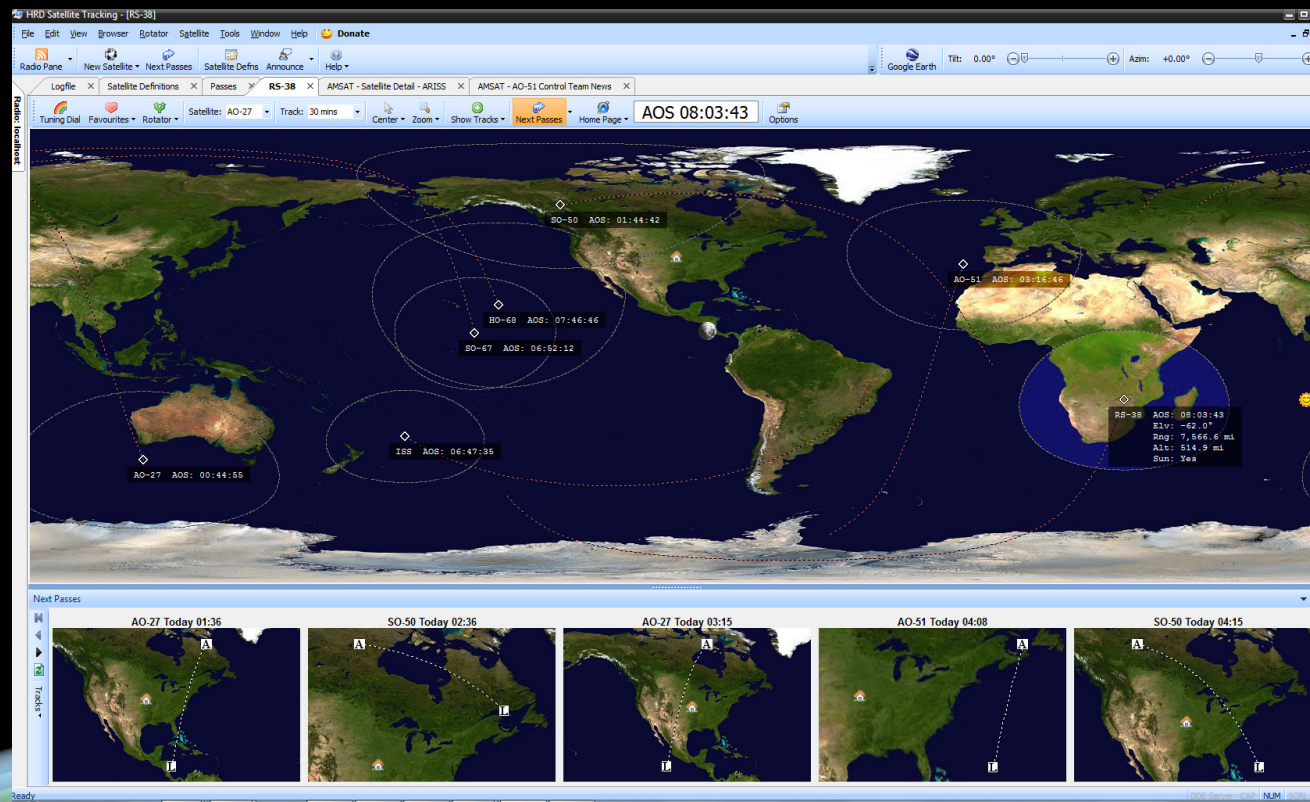 HRD Satellite Tracking - [RS-38]
File Edit View Browser Rotator Satellite Tools Window Help Donate
Radio Pane New Satellite Next Passes Satellite Defns Announce Help Google Earth Tilt: 0.00° Azim: +0.00°
Logfile Satellite Definitions Passes RS-38 AMSAT - Satellite Detail - ARISS AMSAT - AO-51 Control Team News
Radio: localhost
Tuning Dial Favourites Rotator Satellite: AO-27 Track: 30 mins Center Zoom Show Tracks Next Passes Home Page AOS 08:03:43 Options
SO-50 AOS: 01:44:42
AO-51 AOS: 03:16:46
HO-68 AOS: 07:46:46
SO-67 AOS: 06:52:12
RS-38 AOS: 08:03:43
Elv: -62.0°
Rng: 7,566.6 mi
Alt: 514.9 mi
Sun: Yes
ISS AOS: 06:47:35
AO-27 AOS: 00:44:55
Next Passes
AO-27 Today 01:36
SO-50 Today 02:36
AO-27 Today 03:15
AO-51 Today 04:08
SO-50 Today 04:15
A L
A L
A L
A L
A L
Tracks
Ready DDE Server CAP NUM SCRL